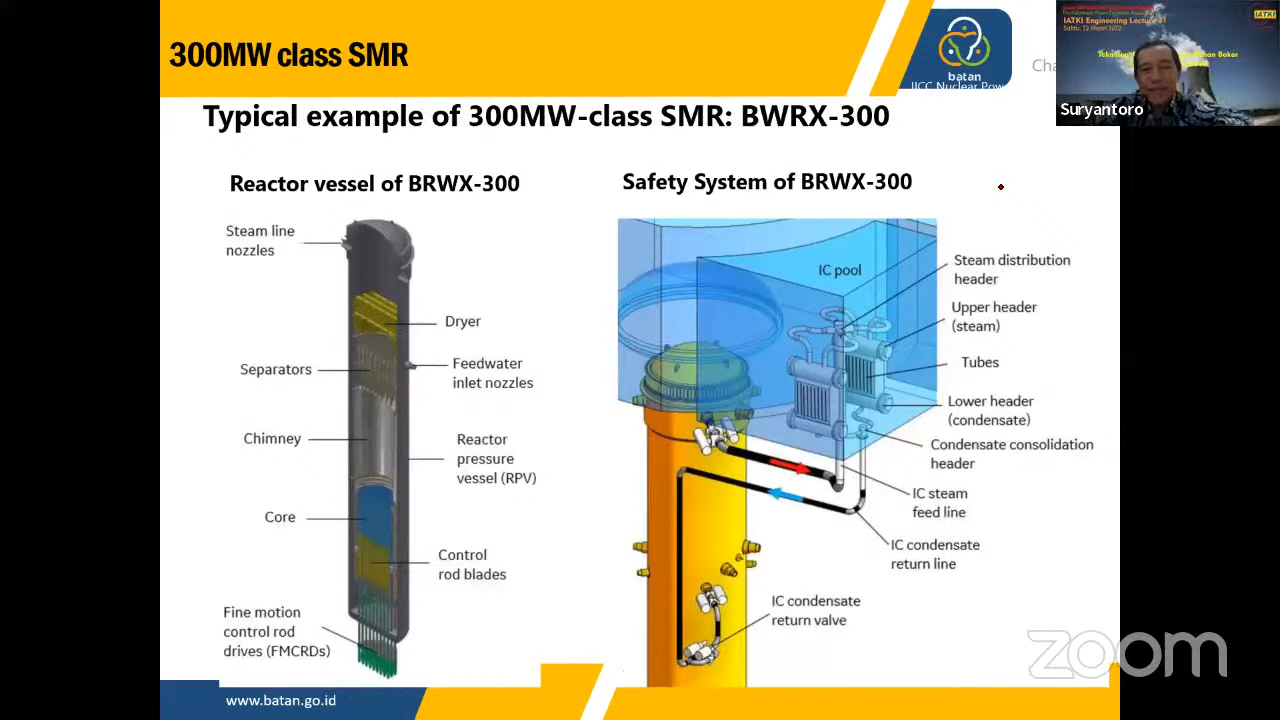 300MW class SMR
batan
JICC Nuclear Pow
Cha
IATKI Engineering Lecture 31
Sabtu, 12 Maret 2022
IATKI
Bahan Bakar
Suryantoro
Typical example of 300MW-class SMR: BWRX-300
Reactor vessel of BRWX-300
Steam line
nozzles
Dryer
Separators
Feedwater
inlet nozzles
Chimney
Reactor
pressure
vessel (RPV)
Core
Control
rod blades
Fine motion
control rod
drives (FMCRDs)
Safety System of BRWX-300
IC pool
Steam distribution
header
Upper header
(steam)
Tubes
Lower header
(condensate)
Condensate consolidation
header
IC steam
feed line
IC condensate
return line
IC condensate
return valve
zoom
www.batan.go.id